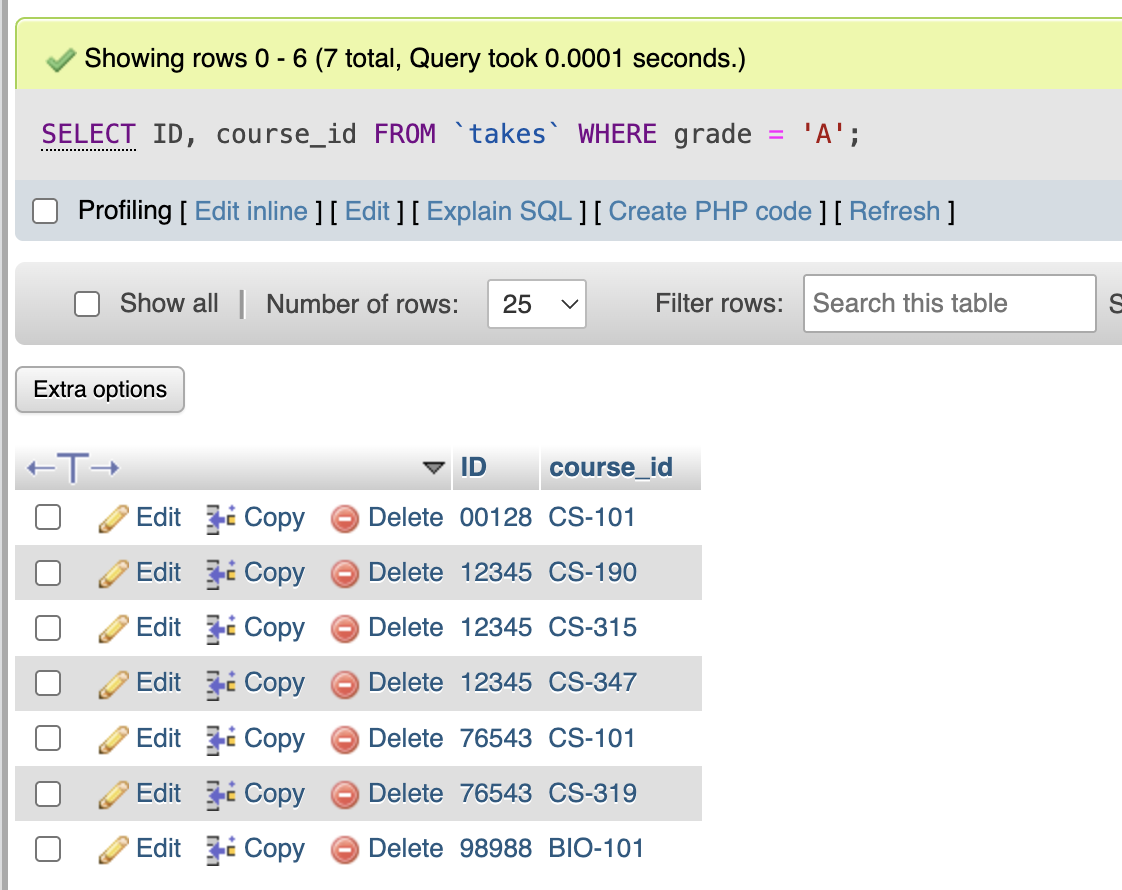 Showing rows 0 - 6 (7 total, Query took 0.0001 seconds.)
SELECT ID, course_id FROM `takes` WHERE grade = 'A';
Profiling [ Edit inline ] [ Edit ] [ Explain SQL ] [ Create PHP code ] [ Refresh ]
Show all | Number of rows: 25 Filter rows: Search this table S
Extra options
←T→ ID course_id
Edit Copy Delete 00128 CS-101
Edit Copy Delete 12345 CS-190
Edit Copy Delete 12345 CS-315
Edit Copy Delete 12345 CS-347
Edit Copy Delete 76543 CS-101
Edit Copy Delete 76543 CS-319
Edit Copy Delete 98988 BIO-101